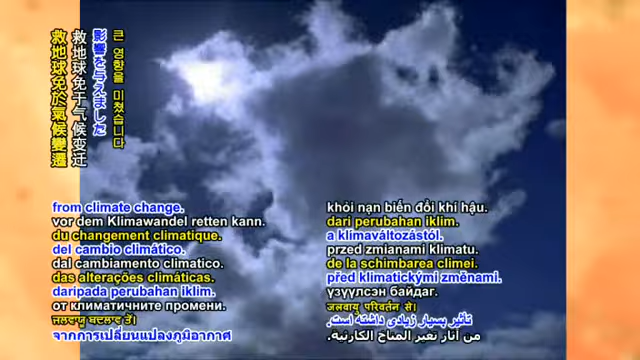 救地球免於氣候變遷
救地球免于气候变迁
影響を与えました
큰 영향을 미쳤습니다
from climate change.
vor dem Klimawandel retten kann.
du changement climatique.
del cambio climático.
dal cambiamento climatico.
das alterações climáticas.
daripada perubahan iklim.
от климатичните промени.
ਜਲਵਾਯੂ ਬਦਲਾਵ ਤੋਂ।
จากการเปลี่ยนแปลงภูมิอากาศ
khỏi nạn biến đổi khí hậu.
dari perubahan iklim.
a klímaváltozástól.
przed zmianami klimatu.
de la schimbarea climei.
před klimatickými změnami.
үзүүлсэн байдаг.
जलवायु परिवर्तन से।
تأثیر بسیار زیادی داشته است.
من آثار تغير المناخ الكارثية.